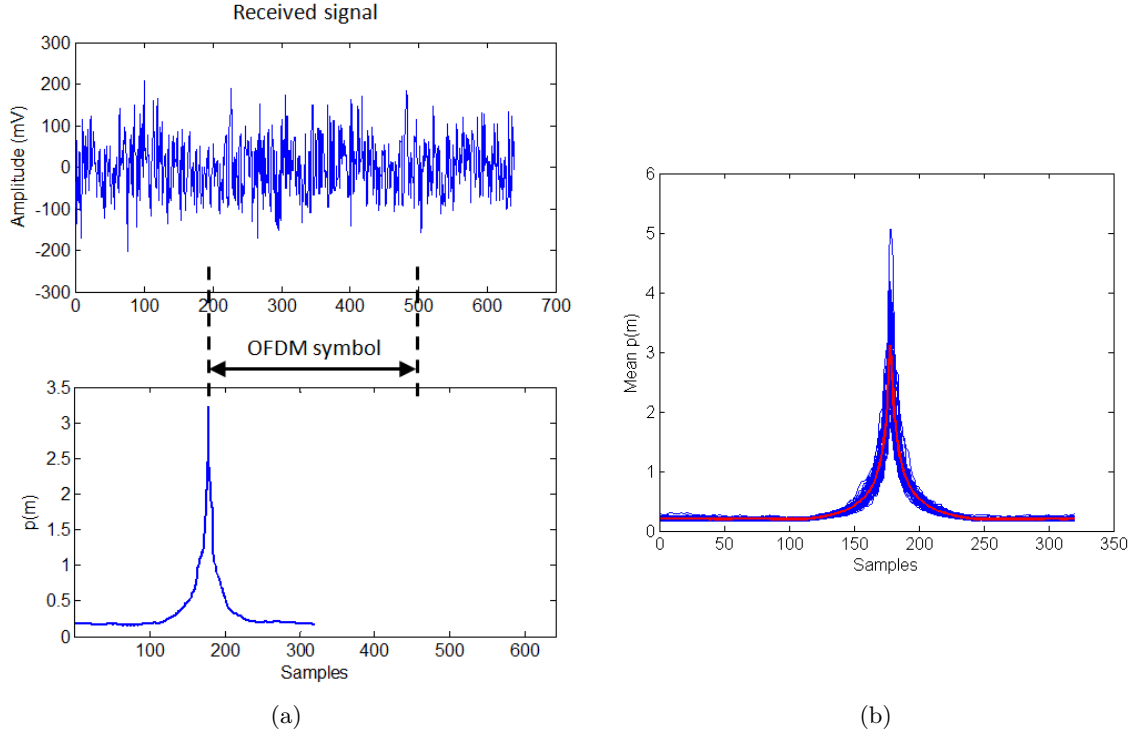 Received signal
Amplitude (mV)
300
200
100
0
-100
-200
-300
0 100 200 300 400 500 600 700
OFDM symbol
p(m)
3.5
3
2.5
2
1.5
1
0.5
0
100 200 300 400 500 600
Samples
(a)
Mean p(m)
6
5
4
3
2
1
0
0 50 100 150 200 250 300 350
Samples
(b)